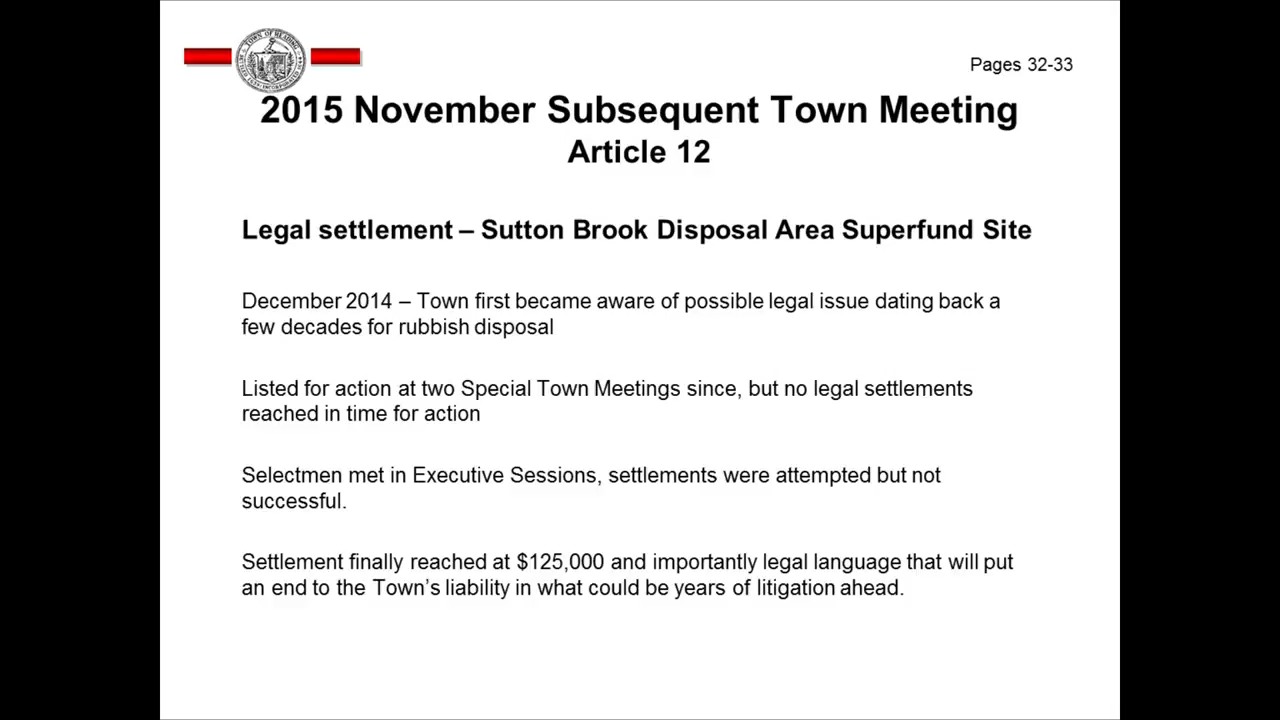 TOWN OF READING
Pages 32-33
2015 November Subsequent Town Meeting
Article 12
Legal settlement – Sutton Brook Disposal Area Superfund Site
December 2014 – Town first became aware of possible legal issue dating back a
few decades for rubbish disposal
Listed for action at two Special Town Meetings since, but no legal settlements
reached in time for action
Selectmen met in Executive Sessions, settlements were attempted but not
successful.
Settlement finally reached at $125,000 and importantly legal language that will put
an end to the Town’s liability in what could be years of litigation ahead.